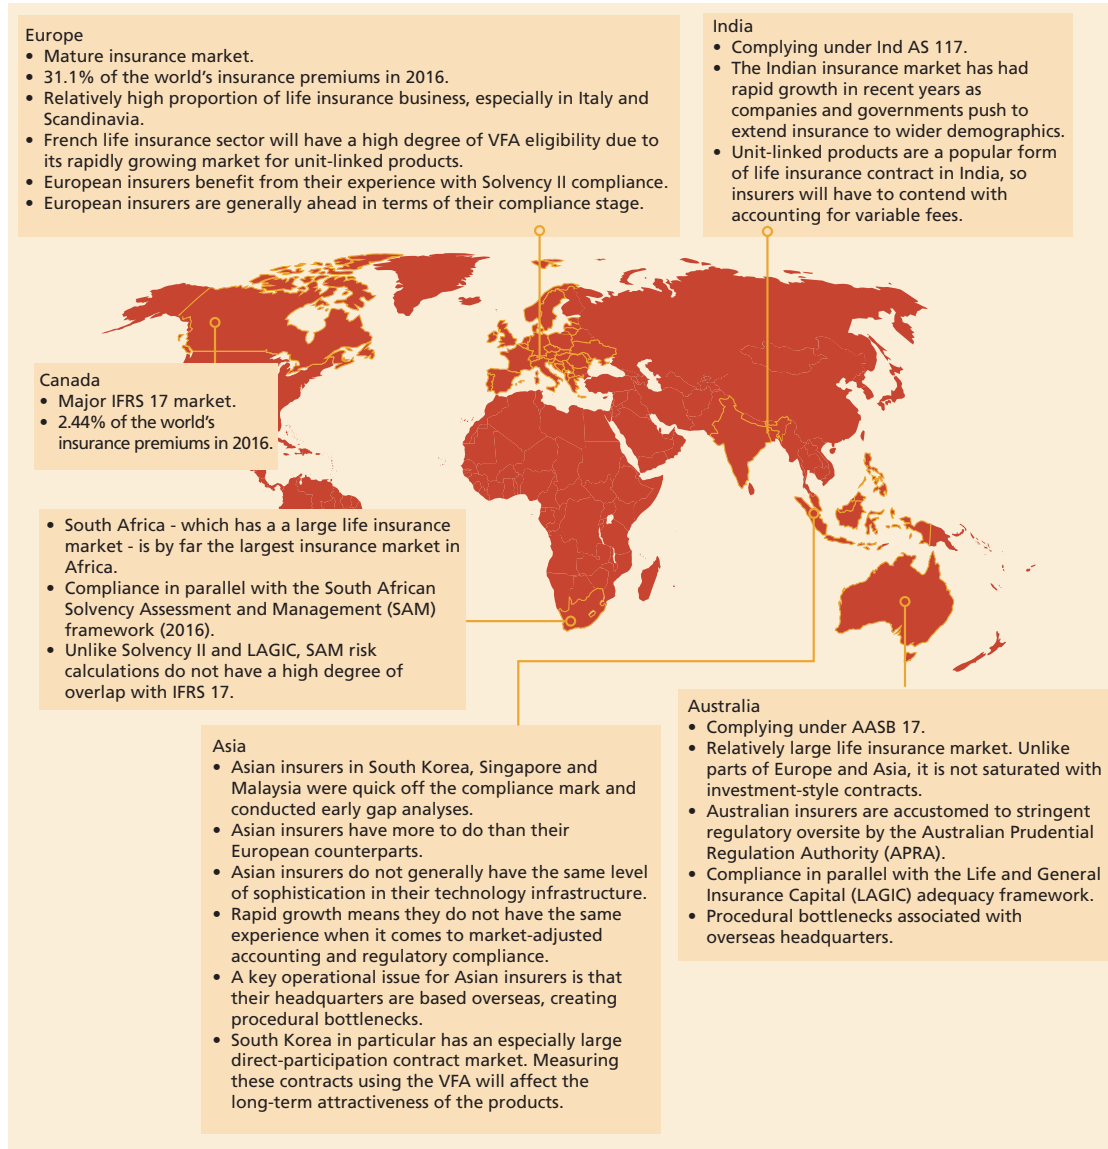 Europe
• Mature insurance market.
• 31.1% of the world's insurance premiums in 2016.
• Relatively high proportion of life insurance business, especially in Italy and
Scandinavia.
• French life insurance sector will have a high degree of VFA eligibility due to
its rapidly growing market for unit-linked products.
• European insurers benefit from their experience with Solvency II compliance.
• European insurers are generally ahead in terms of their compliance stage.
India
• Complying under Ind AS 117.
• The Indian insurance market has had
rapid growth in recent years as
companies and governments push to
extend insurance to wider demographics.
• Unit-linked products are a popular form
of life insurance contract in India, so
insurers will have to contend with
accounting for variable fees.
Canada
• Major IFRS 17 market.
• 2.44% of the world's
insurance premiums in 2016.
• South Africa - which has a a large life insurance
market - is by far the largest insurance market in
Africa.
• Compliance in parallel with the South African
Solvency Assessment and Management (SAM)
framework (2016).
• Unlike Solvency II and LAGIC, SAM risk
calculations do not have a high degree of
overlap with IFRS 17.
Asia
• Asian insurers in South Korea, Singapore and
Malaysia were quick off the compliance mark and
conducted early gap analyses.
• Asian insurers have more to do than their
European counterparts.
• Asian insurers do not generally have the same level
of sophistication in their technology infrastructure.
• Rapid growth means they do not have the same
experience when it comes to market-adjusted
accounting and regulatory compliance.
• A key operational issue for Asian insurers is that
their headquarters are based overseas, creating
procedural bottlenecks.
• South Korea in particular has an especially large
direct-participation contract market. Measuring
these contracts using the VFA will affect the
long-term attractiveness of the products.
Australia
• Complying under AASB 17.
• Relatively large life insurance market. Unlike
parts of Europe and Asia, it is not saturated with
investment-style contracts.
• Australian insurers are accustomed to stringent
regulatory oversite by the Australian Prudential
Regulation Authority (APRA).
• Compliance in parallel with the Life and General
Insurance Capital (LAGIC) adequacy framework.
• Procedural bottlenecks associated with
overseas headquarters.